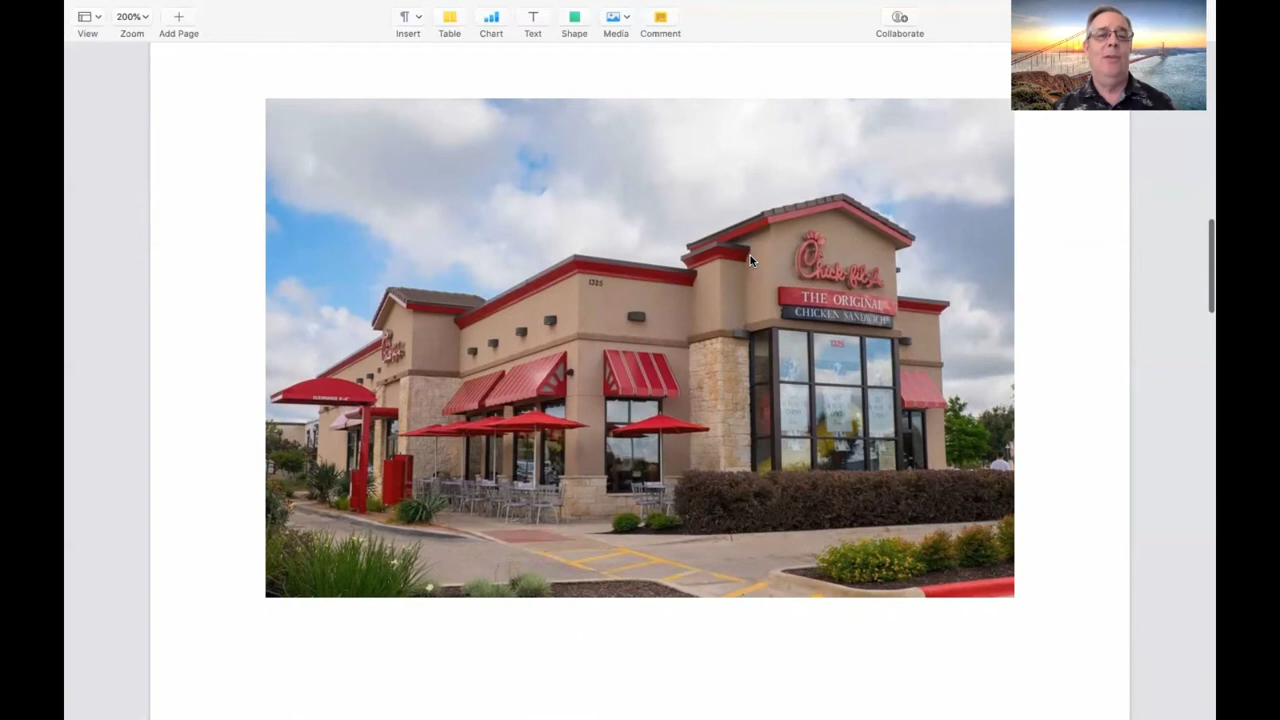 View
200%
Zoom
Add Page
Insert
Table
Chart
Text
Shape
Media
Comment
Collaborate
1325
Chick-fil-A
THE ORIGINAL
CHICKEN SANDWICH
1325